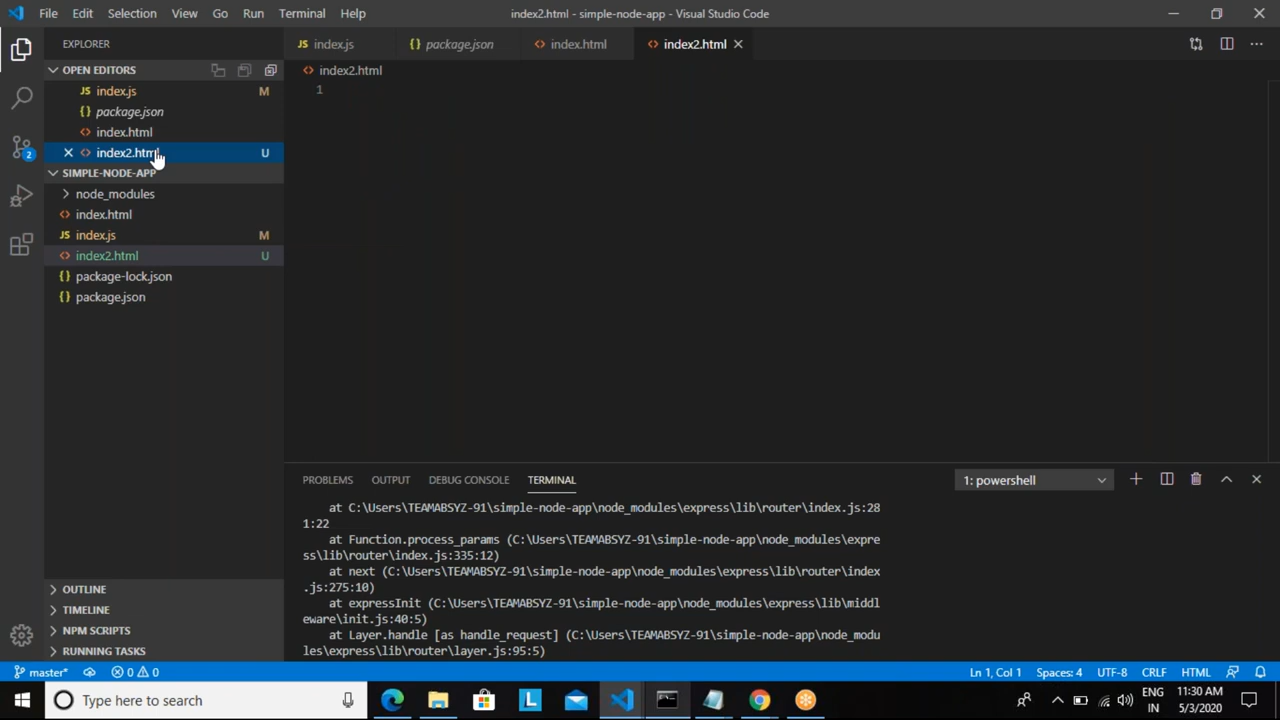 File Edit Selection View Go Run Terminal Help
index2.html - simple-node-app - Visual Studio Code
EXPLORER
OPEN EDITORS
JS index.js M
{} package.json
<> index.html
<> index2.html U
SIMPLE-NODE-APP
node_modules
<> index.html
JS index.js M
<> index2.html U
{} package-lock.json
{} package.json
OUTLINE
TIMELINE
NPM SCRIPTS
RUNNING TASKS
2
JS index.js {} package.json <> index.html <> index2.html
<> index2.html
1
PROBLEMS OUTPUT DEBUG CONSOLE TERMINAL 1: powershell
at C:\Users\TEAMABSYZ-91\simple-node-app\node_modules\express\lib\router\index.js:28
1:22
at Function.process_params (C:\Users\TEAMABSYZ-91\simple-node-app\node_modules\expre
ss\lib\router\index.js:335:12)
at next (C:\Users\TEAMABSYZ-91\simple-node-app\node_modules\express\lib\router\index
.js:275:10)
at expressInit (C:\Users\TEAMABSYZ-91\simple-node-app\node_modules\express\lib\middl
eware\init.js:40:5)
at Layer.handle [as handle_request] (C:\Users\TEAMABSYZ-91\simple-node-app\node_modu
les\express\lib\router\layer.js:95:5)
master* 0 0 Ln 1, Col 1 Spaces: 4 UTF-8 CRLF HTML
Type here to search
L
ENG
IN
11:30 AM
5/3/2020